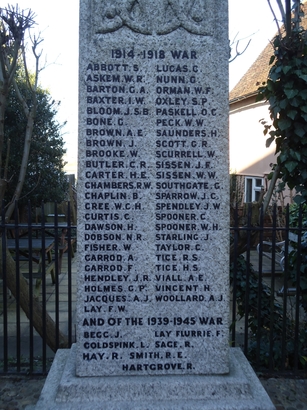 1914-1918 WAR
ABBOTT. S. LUCAS. C.
ASKEM. W.R. NUNN. G.
BARTON. G.A. ORMAN. W.F.
BAXTER. I.W. OXLEY. S.P.
BLOOM. J.S.B. PASKELL. O.C.
BONE. G. PECK. W.W.
BROWN. A.E. SAUNDERS. H.
BROWN. J. SCOTT. G.R.
BROOKE. W. SCURRELL. W.
BUTLER. C.R. SISSEN. J.F.
CARTER. H.E. SISSEN. W.W.
CHAMBERS. R.W. SOUTHGATE. G.
CHAPLIN. B. SPARROW. J.C.
CREE. W.C.H. SPENDLEY. J.W.
CURTIS. C. SPOONER. C.
DAWSON. H. SPOONER. W.H.
DOBSON. N.R. STARLING. J.
FISHER. W. TAYLOR. C.
GARROD. A. TICE. R.S.
GARROD. F. TICE. H.S.
HENDLEY. J.R. VIALL. A.E.
HOLMES. G.P. VINCENT. H.
JACQUES. A.J. WOOLLARD. A.J.
LAY. F.W.
AND OF THE 1939-1945 WAR
BEGG. J. LAY FLURRIE. F.
GOLDSPINK. L. SAGE. R.
HAY. R. SMITH. R.E.
HARTGROVE. R.